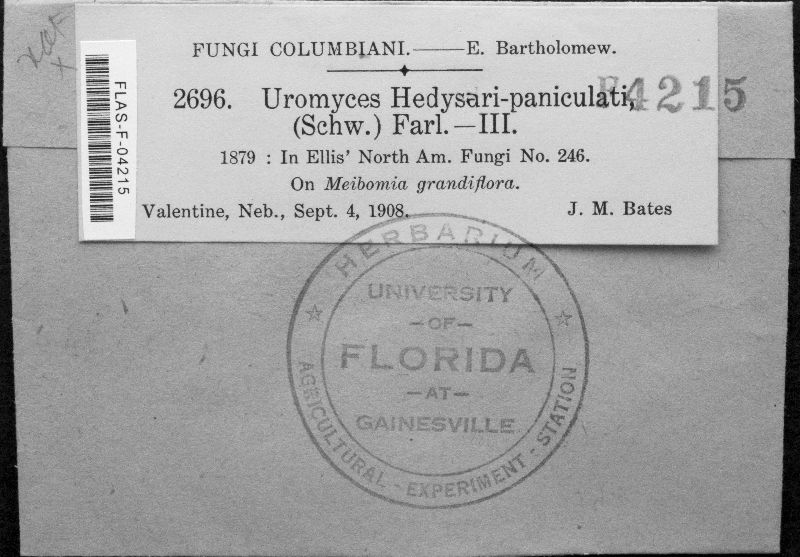 FUNGI COLUMBIANI.——E. Bartholomew.
2696. Uromyces Hedysari-paniculati,
F4215
(Schw.) Farl.—III.
1879 : In Ellis' North Am. Fungi No. 246.
On Meibomia grandiflora.
Valentine, Neb., Sept. 4, 1908. J. M. Bates
FLAS-F-04215
HERBARIUM
UNIVERSITY
—OF—
FLORIDA
—AT—
GAINESVILLE
AGRICULTURAL - EXPERIMENT - STATION